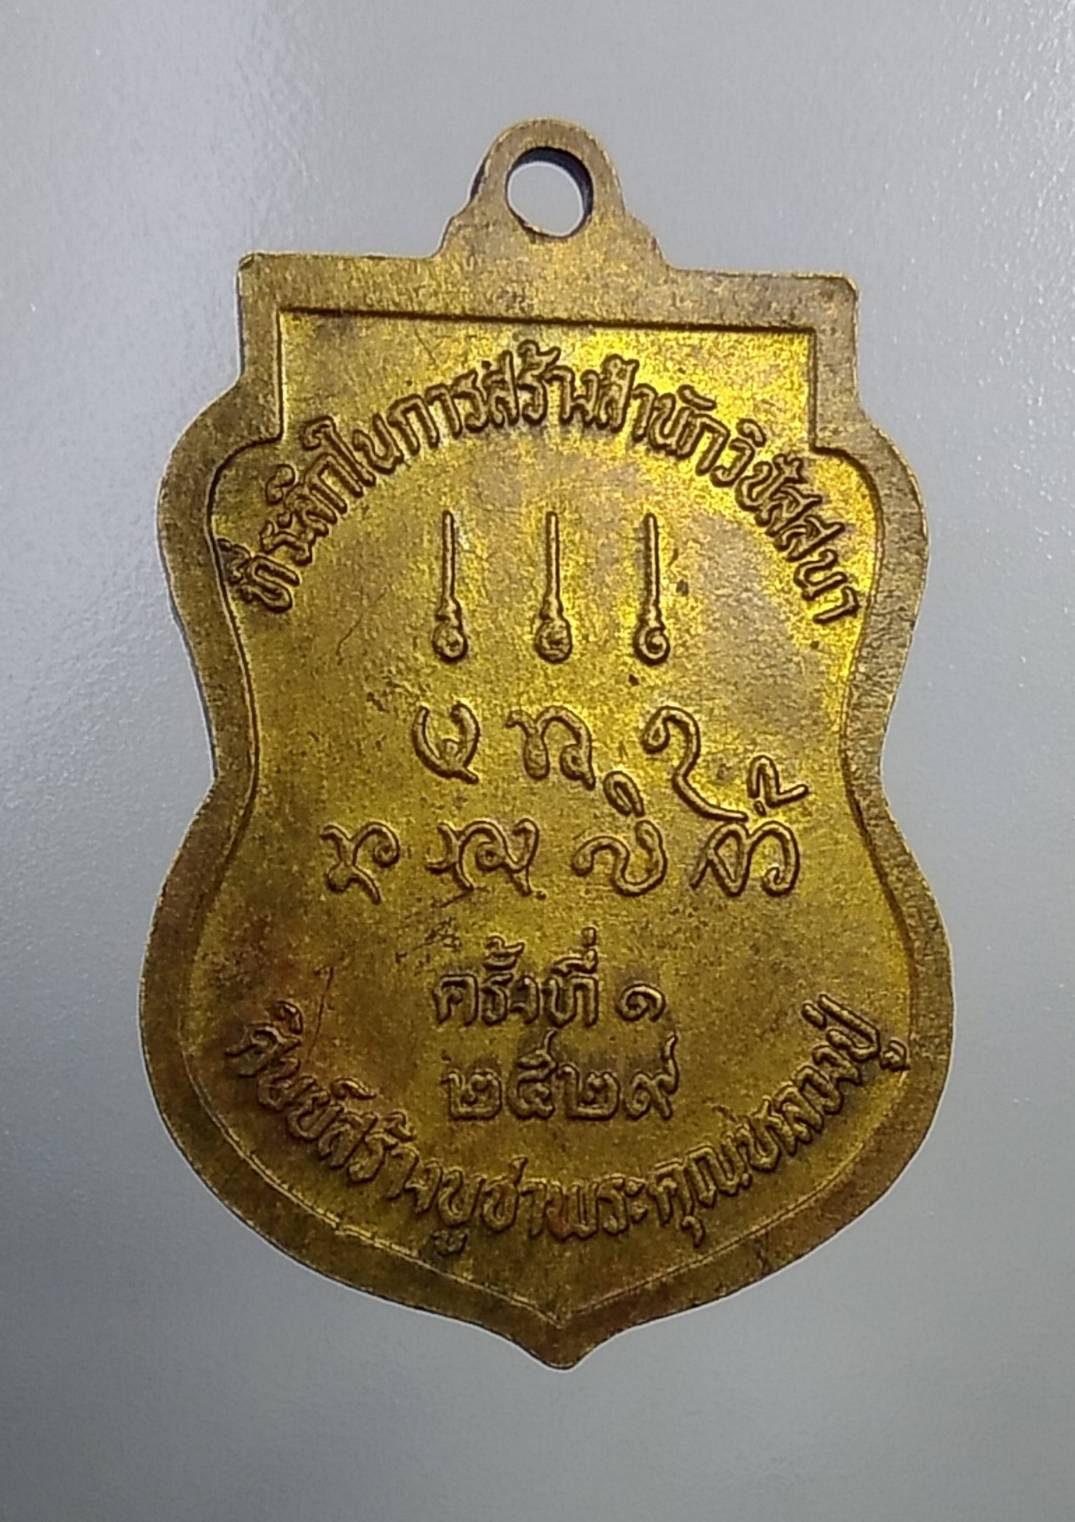 ที่ระลึกในการสร้างสำนักวิปัสสนา
ครั้งที่ ๑
๒๕๒๙
ศิษย์สร้างบูชาพระคุณหลวงปู่